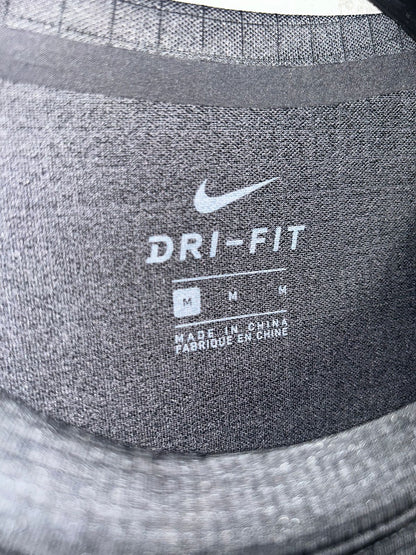 DRI-FIT
M M M
MADE IN CHINA
FABRIQUE EN CHINE